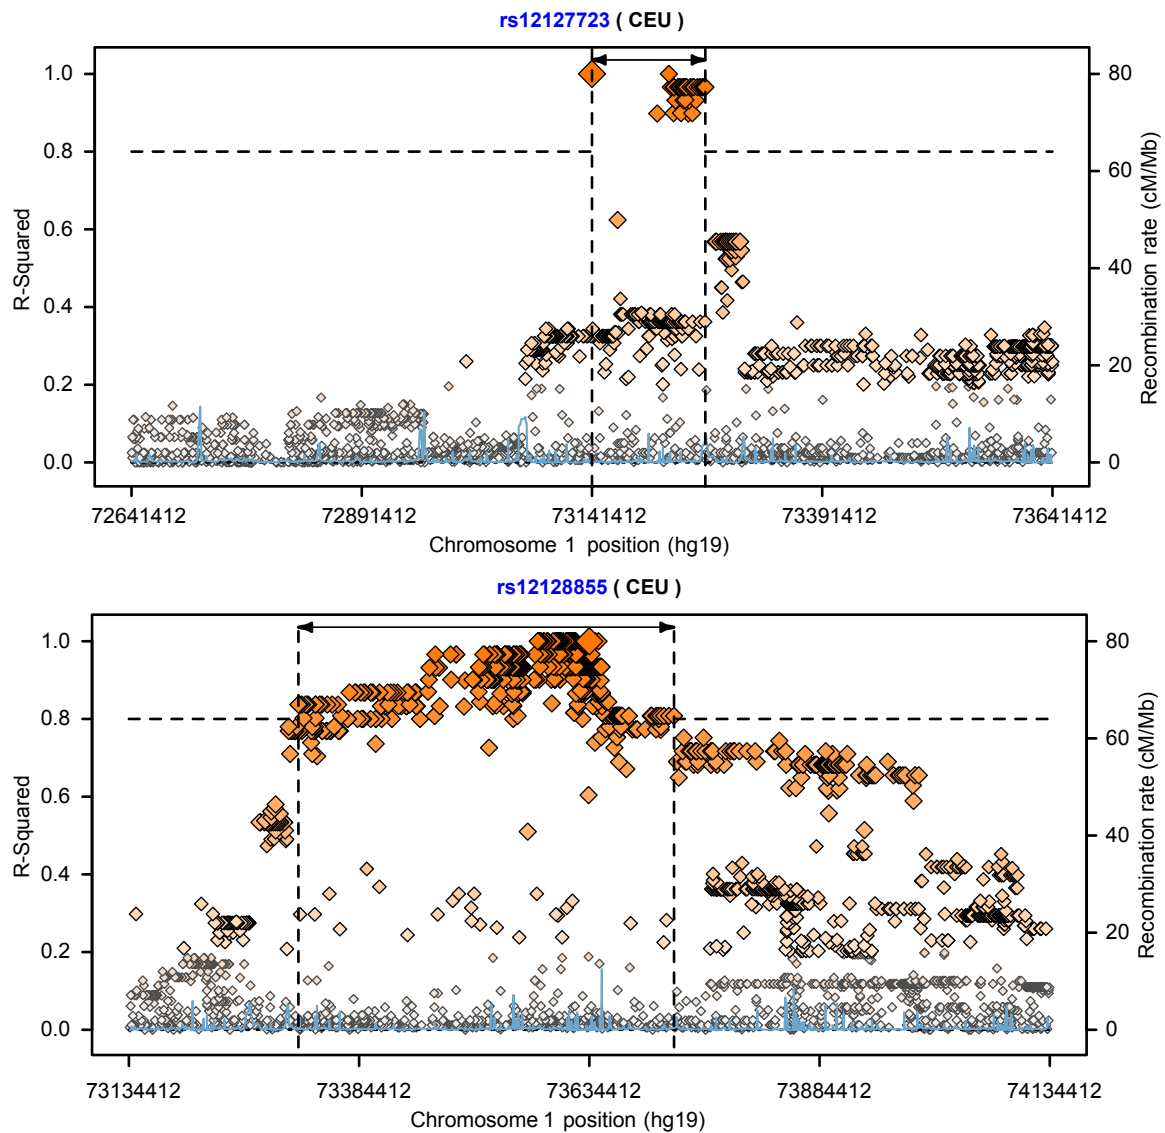 rs12127723 ( CEU )
1.0
0.8
0.6
0.4
0.2
0.0
R-Squared
80
60
40
20
0
Recombination rate (cM/Mb)
72641412 72891412 73141412 73391412 73641412
Chromosome 1 position (hg19)
rs12128855 ( CEU )
1.0
0.8
0.6
0.4
0.2
0.0
R-Squared
80
60
40
20
0
Recombination rate (cM/Mb)
73134412 73384412 73634412 73884412 74134412
Chromosome 1 position (hg19)